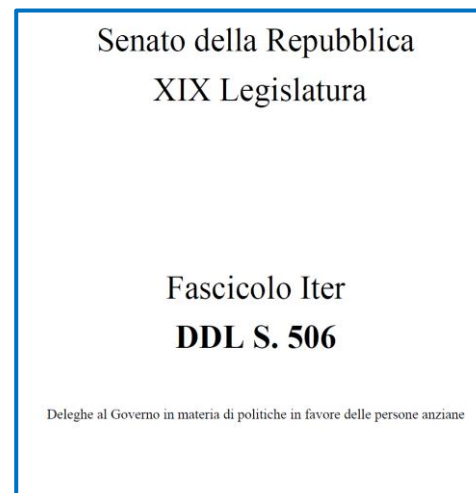 Senato della Repubblica
XIX Legislatura
Fascicolo Iter
DDL S. 506
Deleghe al Governo in materia di politiche in favore delle persone anziane